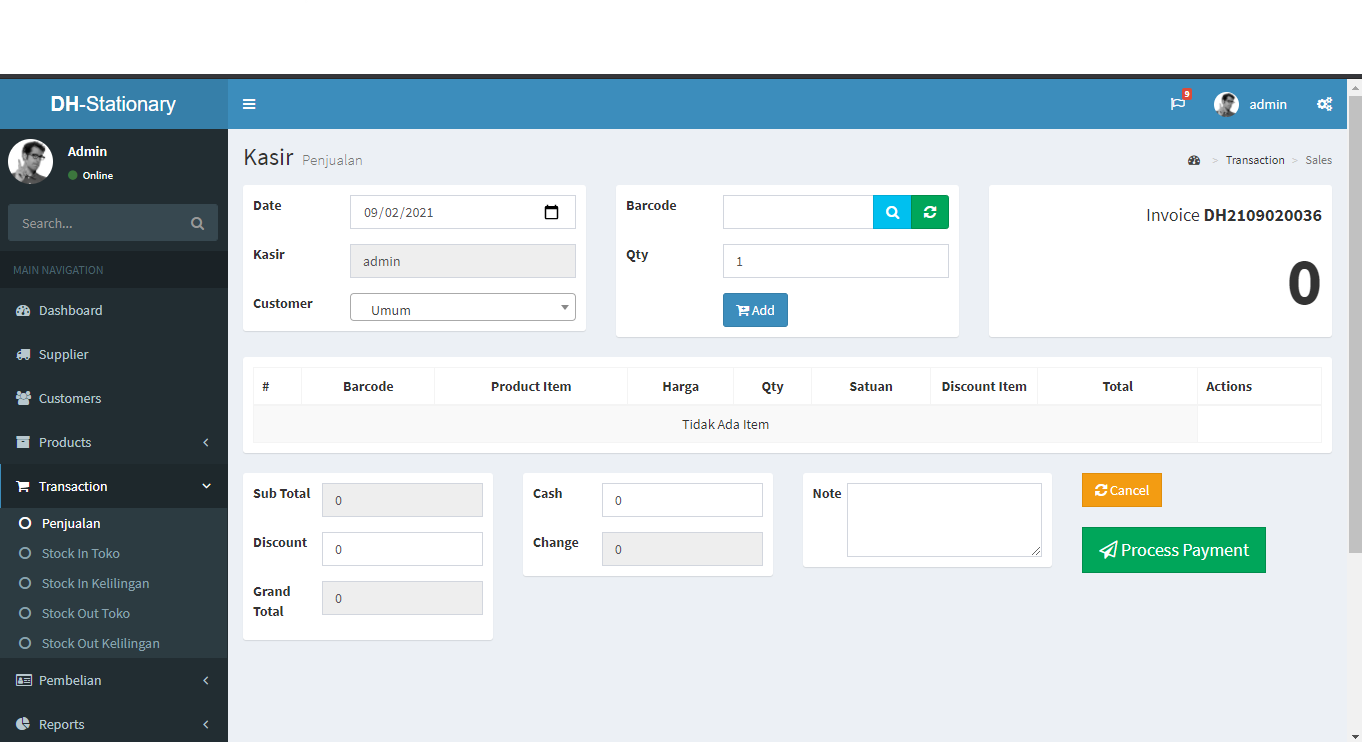 DH-Stationary
9
admin
Admin
Online
Search...
MAIN NAVIGATION
Dashboard
Supplier
Customers
Products
Transaction
Penjualan
Stock In Toko
Stock In Kelilingan
Stock Out Toko
Stock Out Kelilingan
Pembelian
Reports
Kasir Penjualan
> Transaction > Sales
Date 09/02/2021
Kasir admin
Customer Umum
Barcode
Qty 1
Add
Invoice DH2109020036
0
# Barcode Product Item Harga Qty Satuan Discount Item Total Actions
Tidak Ada Item
Sub Total 0
Discount 0
Grand
Total 0
Cash 0
Change 0
Note
Cancel
Process Payment